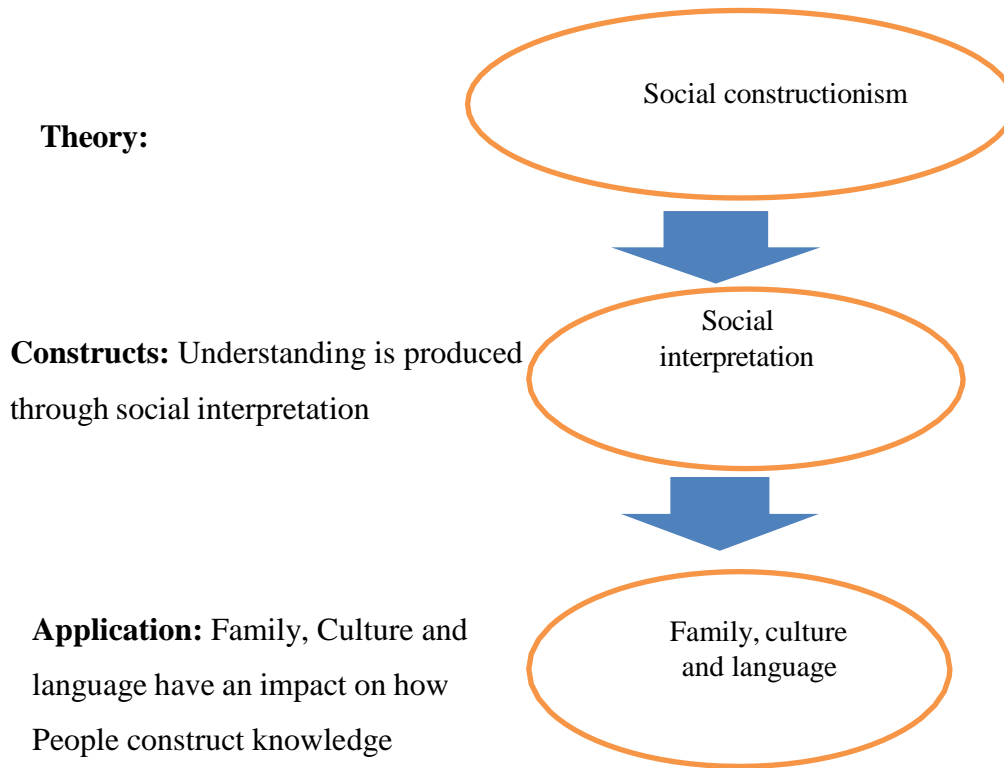 Social constructionism
Theory:
Social
interpretation
Constructs: Understanding is produced
through social interpretation
Family, culture
and language
Application: Family, Culture and
language have an impact on how
People construct knowledge